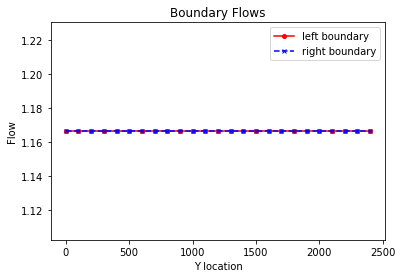 Boundary Flows
left boundary
right boundary
1.22
1.20
1.18
1.16
1.14
1.12
Flow
0
500
1000
1500
2000
2500
Y location